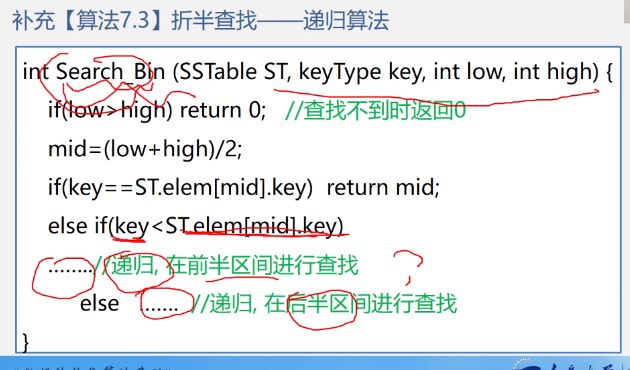 补充【算法7.3】折半查找——递归算法
int Search_Bin (SSTable ST, keyType key, int low, int high) {
if(low>high) return 0; //查找不到时返回0
mid=(low+high)/2;
if(key==ST.elem[mid].key) return mid;
else if(key<ST.elem[mid].key)
........//递归, 在前半区间进行查找
?
else ...... //递归, 在后半区间进行查找
}